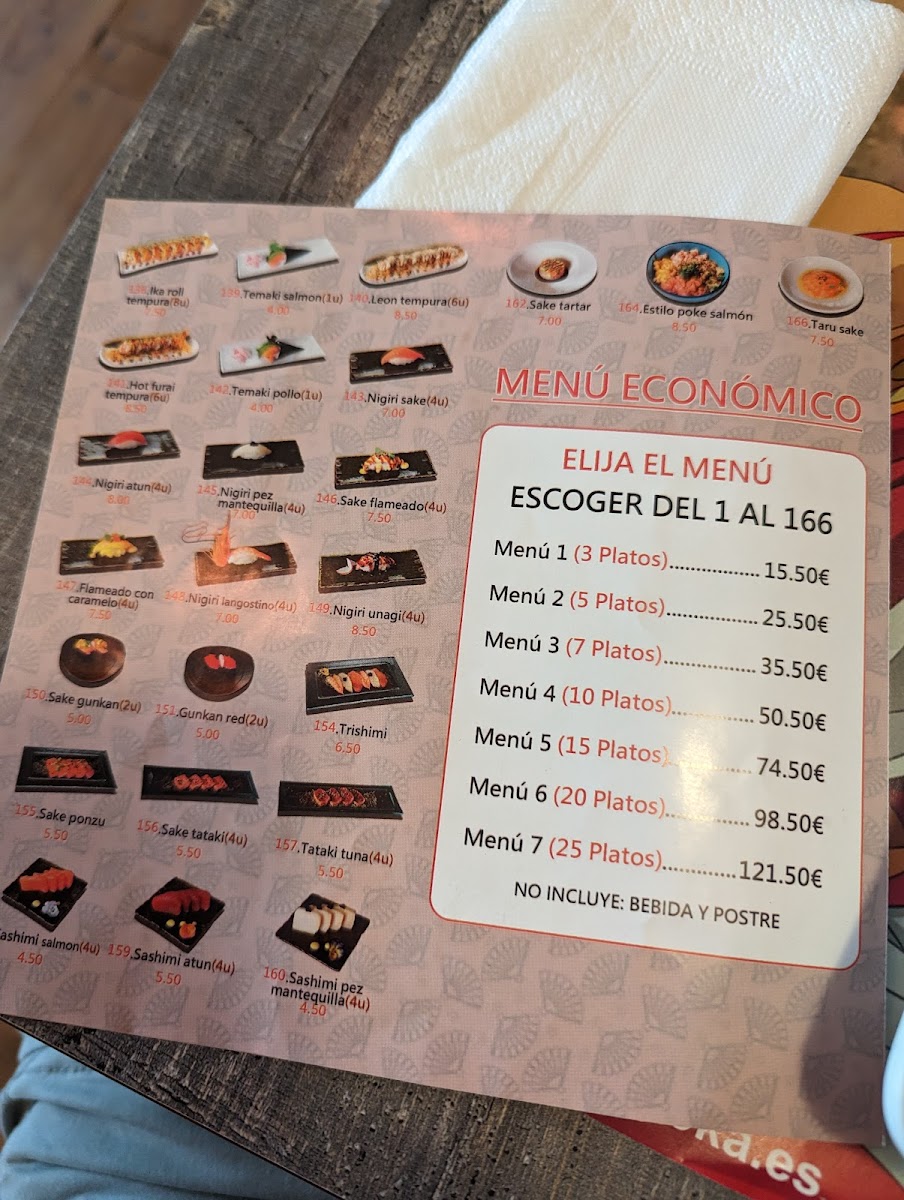 138.Ika roll
tempura(8u)
7.50
139.Temaki salmon(1u)
4.00
140.Leon tempura(6u)
8.50
162.Sake tartar
7.00
164.Estilo poke salmón
8.50
166.Taru sake
7.50
141.Hot furai
tempura(6u)
8.50
142.Temaki pollo(1u)
4.00
143.Nigiri sake(4u)
7.00
144.Nigiri atun(4u)
8.00
145.Nigiri pez
mantequilla(4u)
7.00
146.Sake flameado(4u)
7.50
147.Flameado con
caramelo(4u)
7.50
148.Nigiri langostino(4u)
7.00
149.Nigiri unagi(4u)
8.50
150.Sake gunkan(2u)
5.00
151.Gunkan red(2u)
5.00
154.Trishimi
6.50
155.Sake ponzu
5.50
156.Sake tataki(4u)
5.50
157.Tataki tuna(4u)
5.50
Sashimi salmon(4u)
4.50
159.Sashimi atun(4u)
5.50
160.Sashimi pez
mantequilla(4u)
4.50
MENÚ ECONÓMICO
ELIJA EL MENÚ
ESCOGER DEL 1 AL 166
Menú 1 (3 Platos)................. 15.50€
Menú 2 (5 Platos)................. 25.50€
Menú 3 (7 Platos)................. 35.50€
Menú 4 (10 Platos)............... 50.50€
Menú 5 (15 Platos)............... 74.50€
Menú 6 (20 Platos)............... 98.50€
Menú 7 (25 Platos).............121.50€
NO INCLUYE: BEBIDA Y POSTRE
ka.es